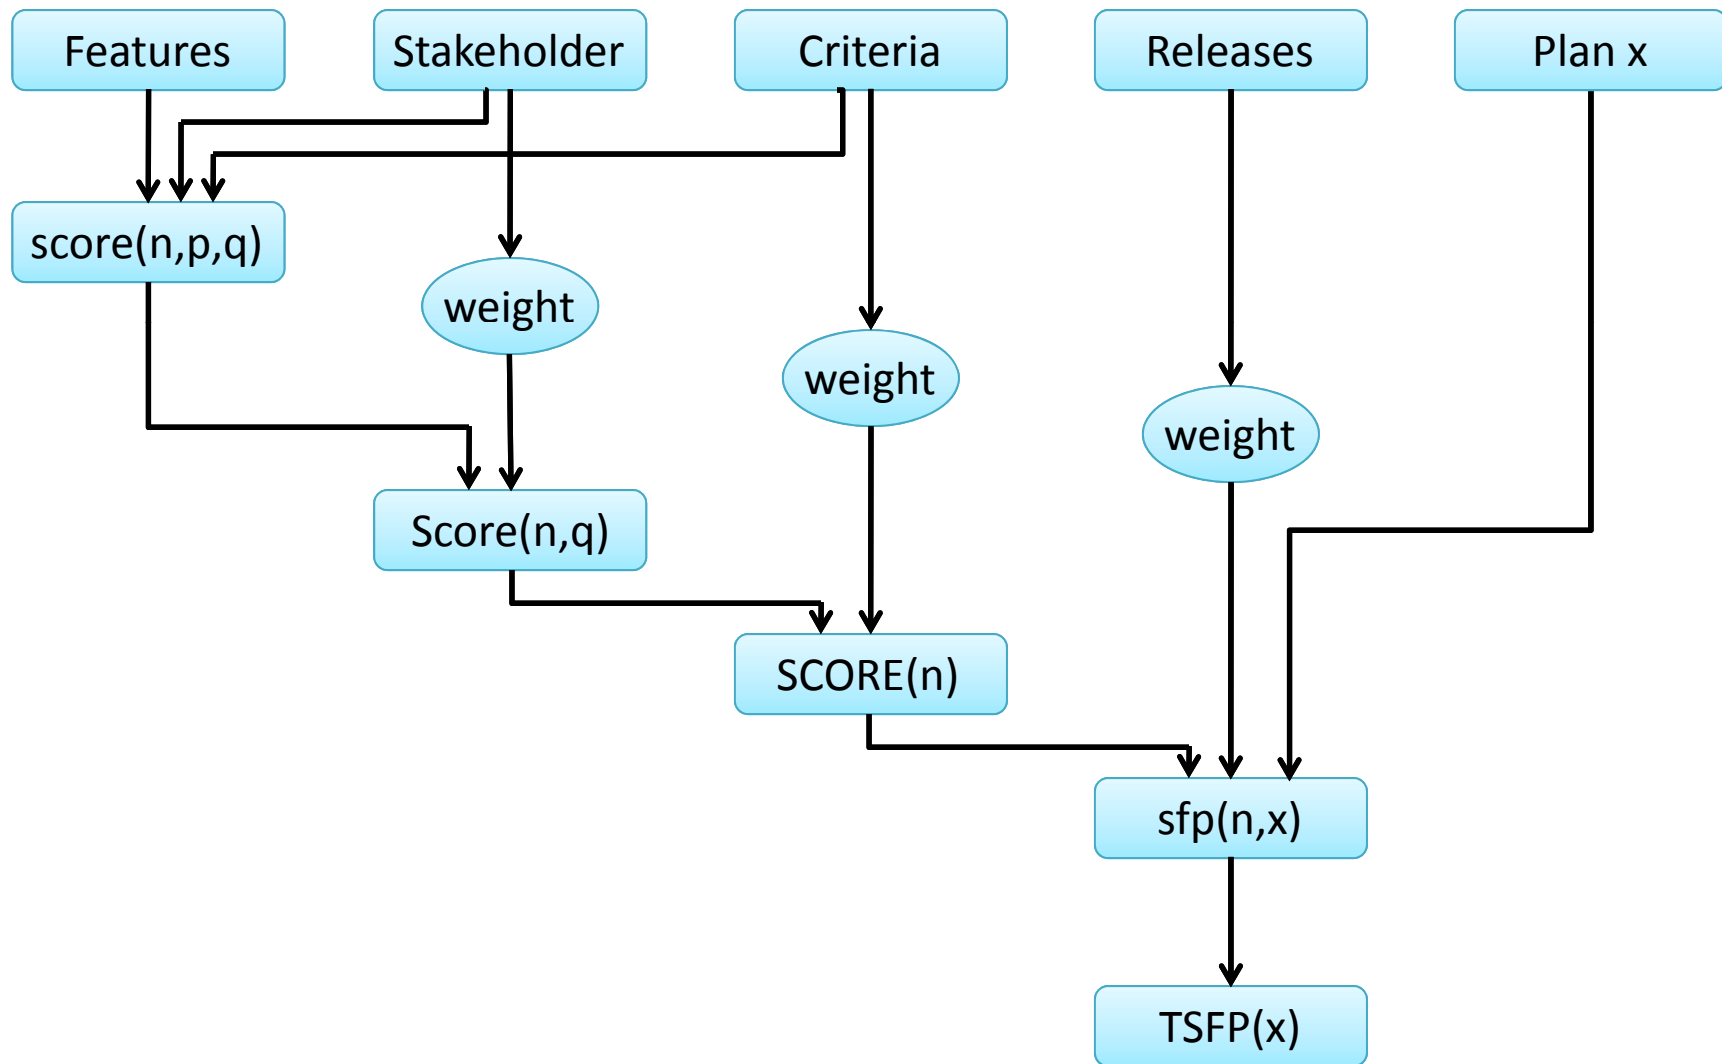 Features
Stakeholder
Criteria
Releases
Plan x
score(n,p,q)
weight
weight
weight
Score(n,q)
SCORE(n)
sfp(n,x)
TSFP(x)